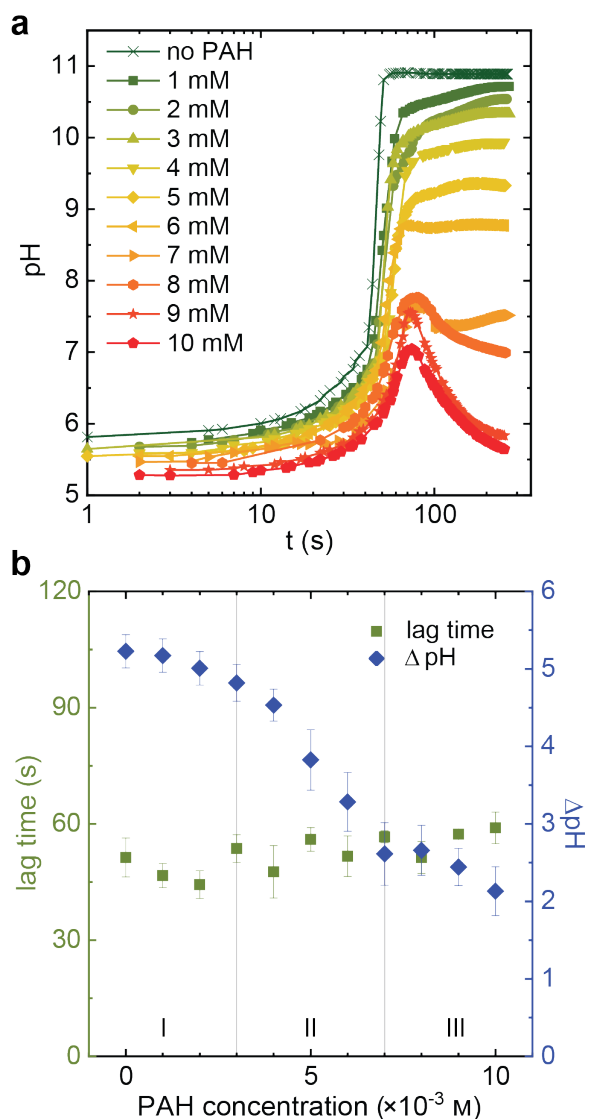 a
no PAH
1 mM
2 mM
3 mM
4 mM
5 mM
6 mM
7 mM
8 mM
9 mM
10 mM
11
10
9
8
7
6
5
pH
1 10 100
t (s)
b
120
90
60
30
0
lag time (s)
lag time
Δ pH
6
5
4
3
2
1
0
ΔpH
I II III
0 5 10
PAH concentration (×10⁻³ м)